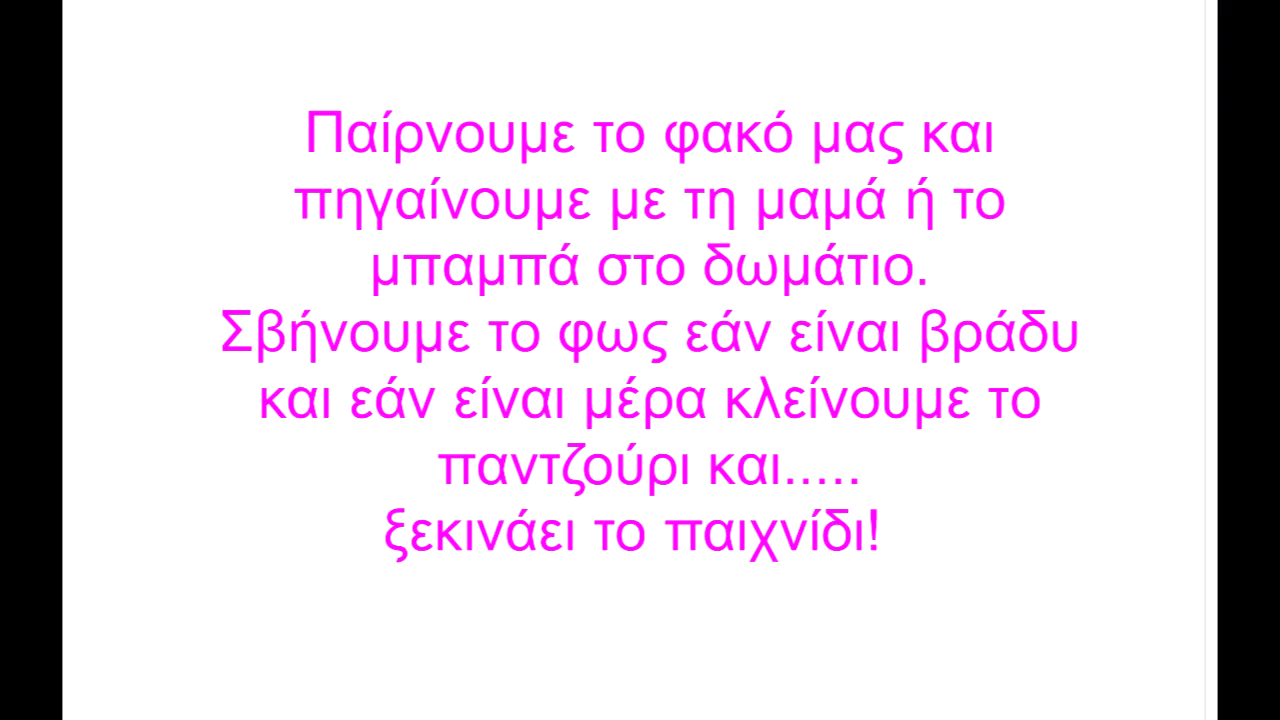 Παίρνουμε το φακό μας και
πηγαίνουμε με τη μαμά ή το
μπαμπά στο δωμάτιο.
Σβήνουμε το φως εάν είναι βράδυ
και εάν είναι μέρα κλείνουμε το
παντζούρι και.....
ξεκινάει το παιχνίδι!